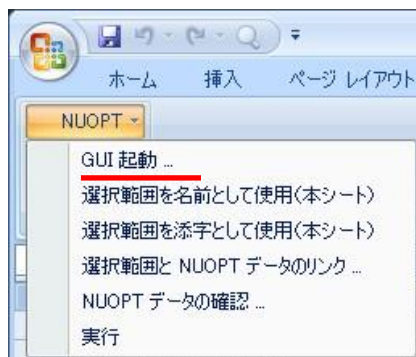 ホーム 挿入 ページ レイアウト
NUOPT
GUI 起動 ...
選択範囲を名前として使用(本シート)
選択範囲を添字として使用(本シート)
選択範囲と NUOPT データのリンク ...
NUOPT データの確認 ...
実行